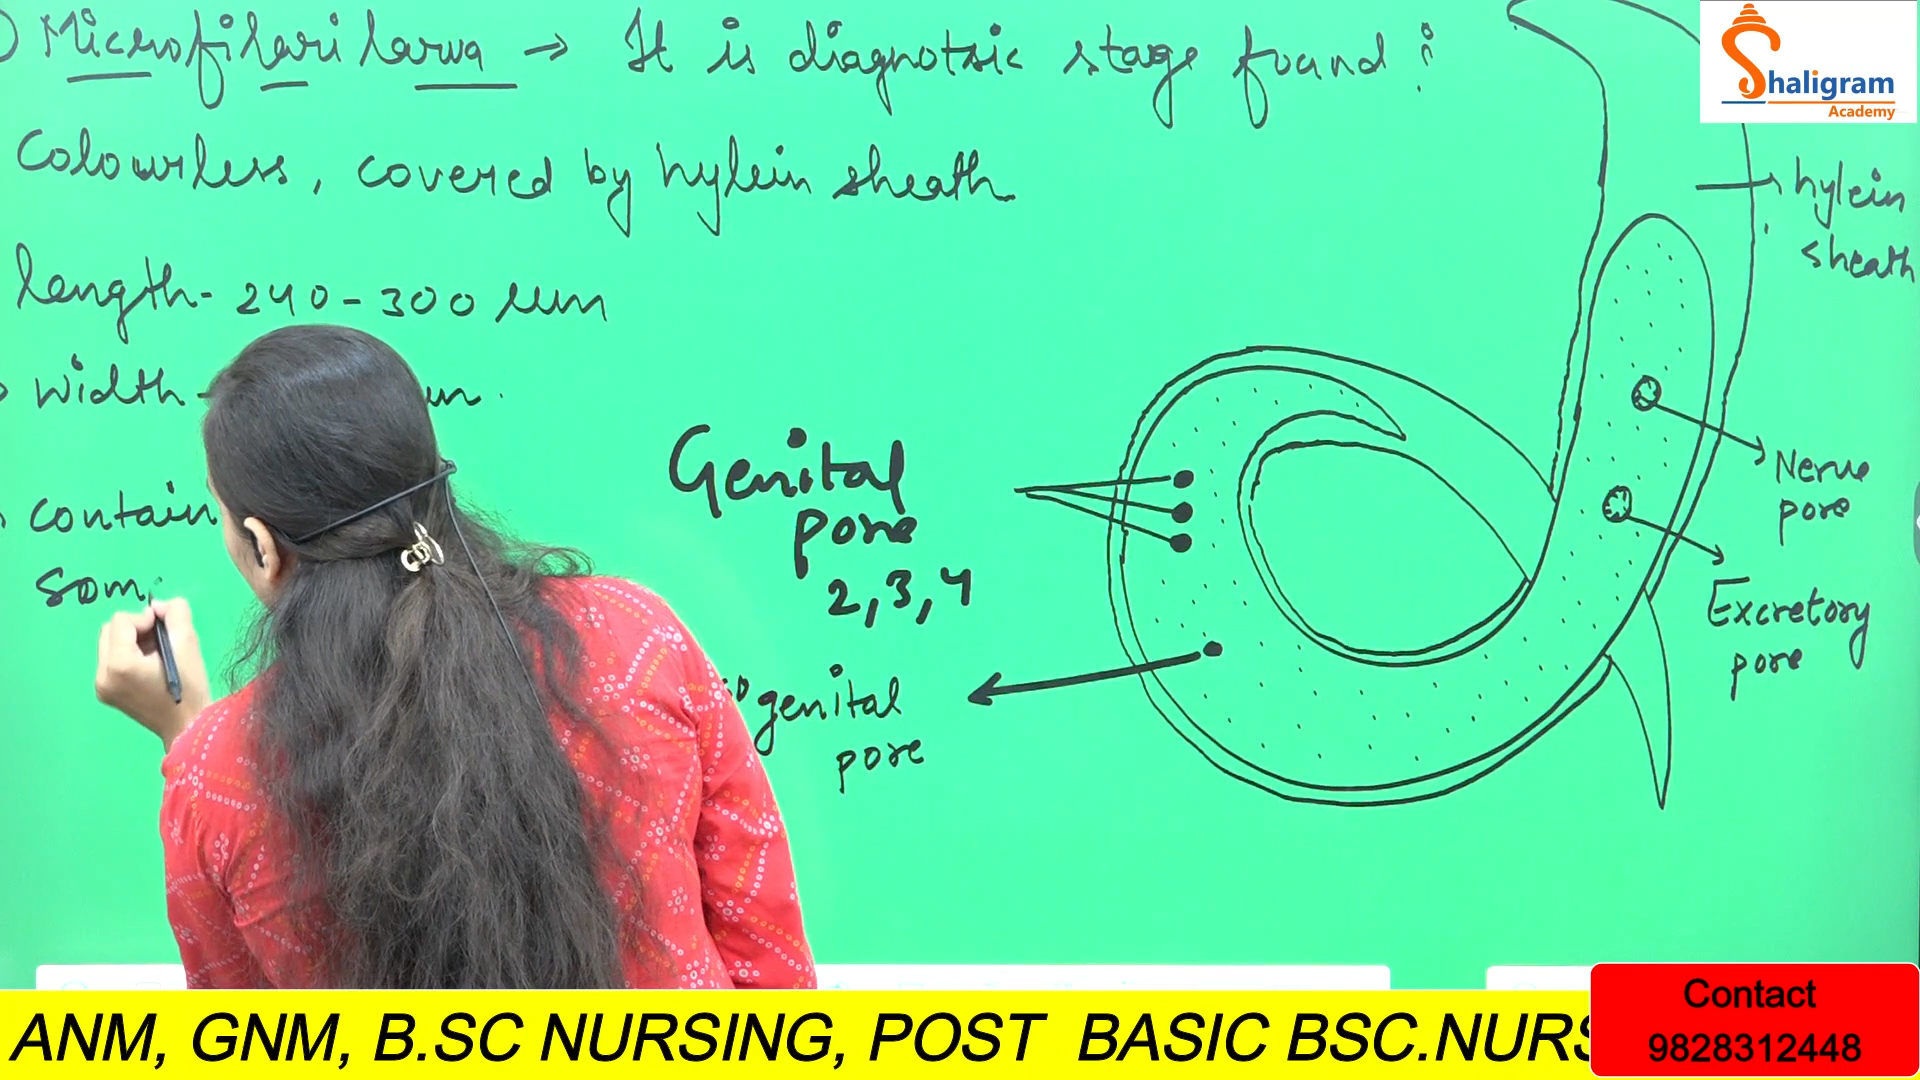 Microfilari larva → It is diagnotsic stage found
Colourless, covered by hylein sheath
length - 240 - 300 um
width -
contain
Som
Genital
pore
2, 3, 4
genital
pore
hylein
sheath
Nerve
pore
Excretory
pore
Shaligram
Academy
ANM, GNM, B.SC NURSING, POST BASIC BSC.NURS
Contact
9828312448